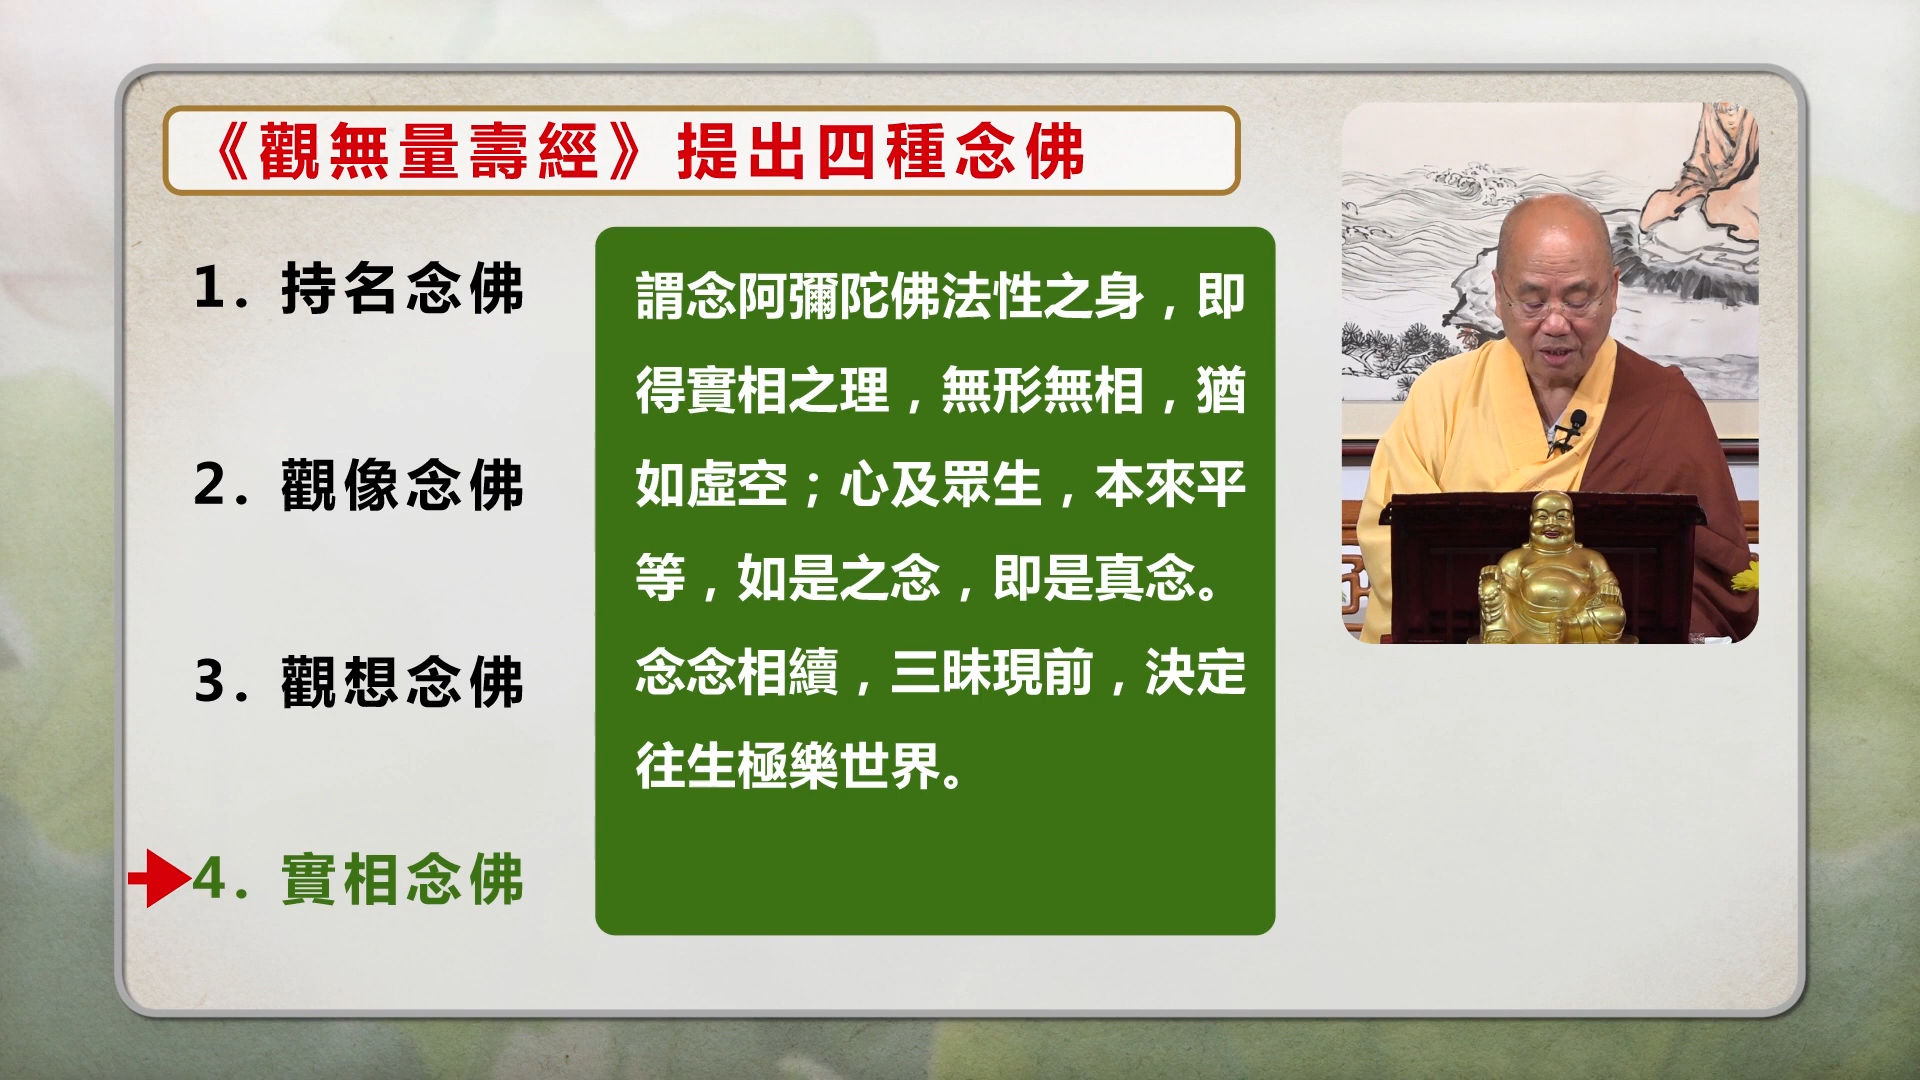 《觀無量壽經》提出四種念佛
1. 持名念佛
2. 觀像念佛
3. 觀想念佛
4. 實相念佛
謂念阿彌陀佛法性之身，即
得實相之理，無形無相，猶
如虛空；心及眾生，本來平
等，如是之念，即是真念。
念念相續，三昧現前，決定
往生極樂世界。